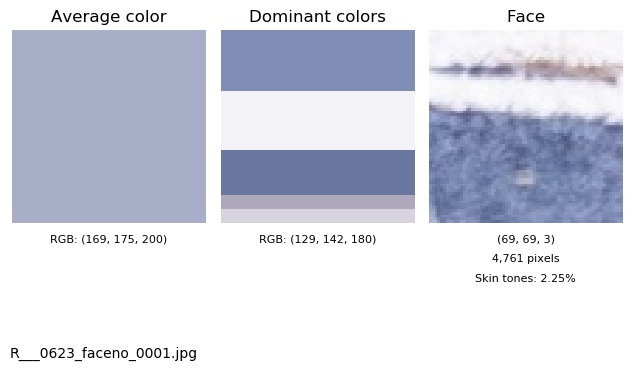 Average color
Dominant colors
Face
RGB: (169, 175, 200)
RGB: (129, 142, 180)
(69, 69, 3)
4,761 pixels
Skin tones: 2.25%
R___0623_faceno_0001.jpg